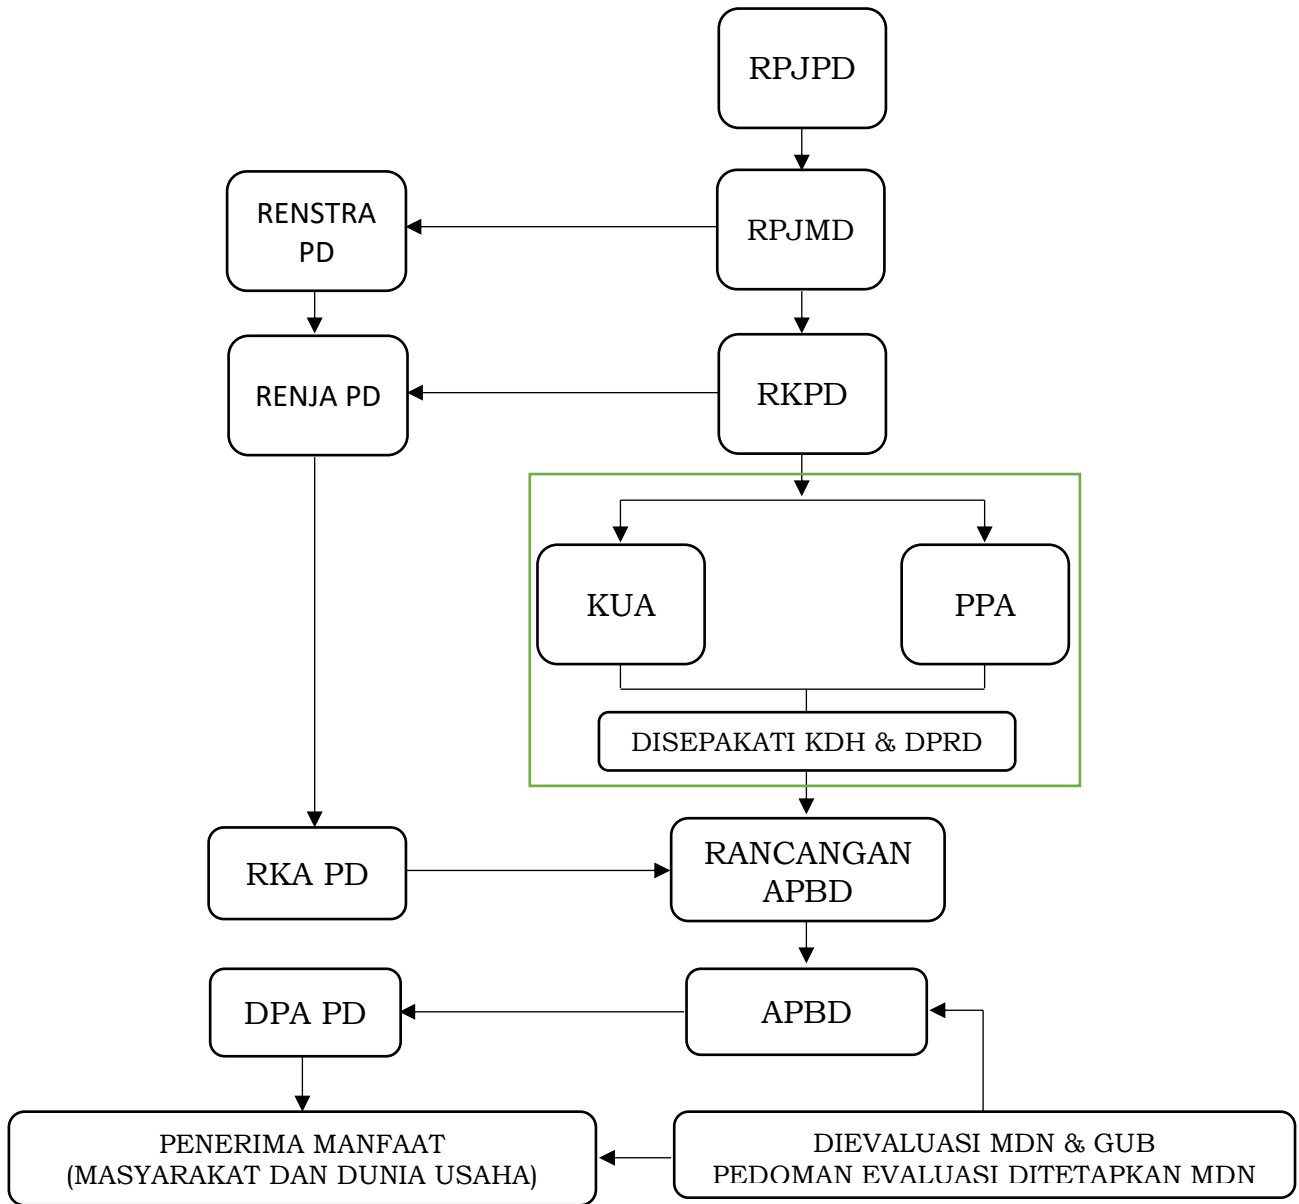 RPJPD
RENSTRA
PD
RPJMD
RENJA PD
RKPD
KUA
PPA
DISEPAKATI KDH & DPRD
RKA PD
RANCANGAN
APBD
DPA PD
APBD
PENERIMA MANFAAT
(MASYARAKAT DAN DUNIA USAHA)
DIEVALUASI MDN & GUB
PEDOMAN EVALUASI DITETAPKAN MDN